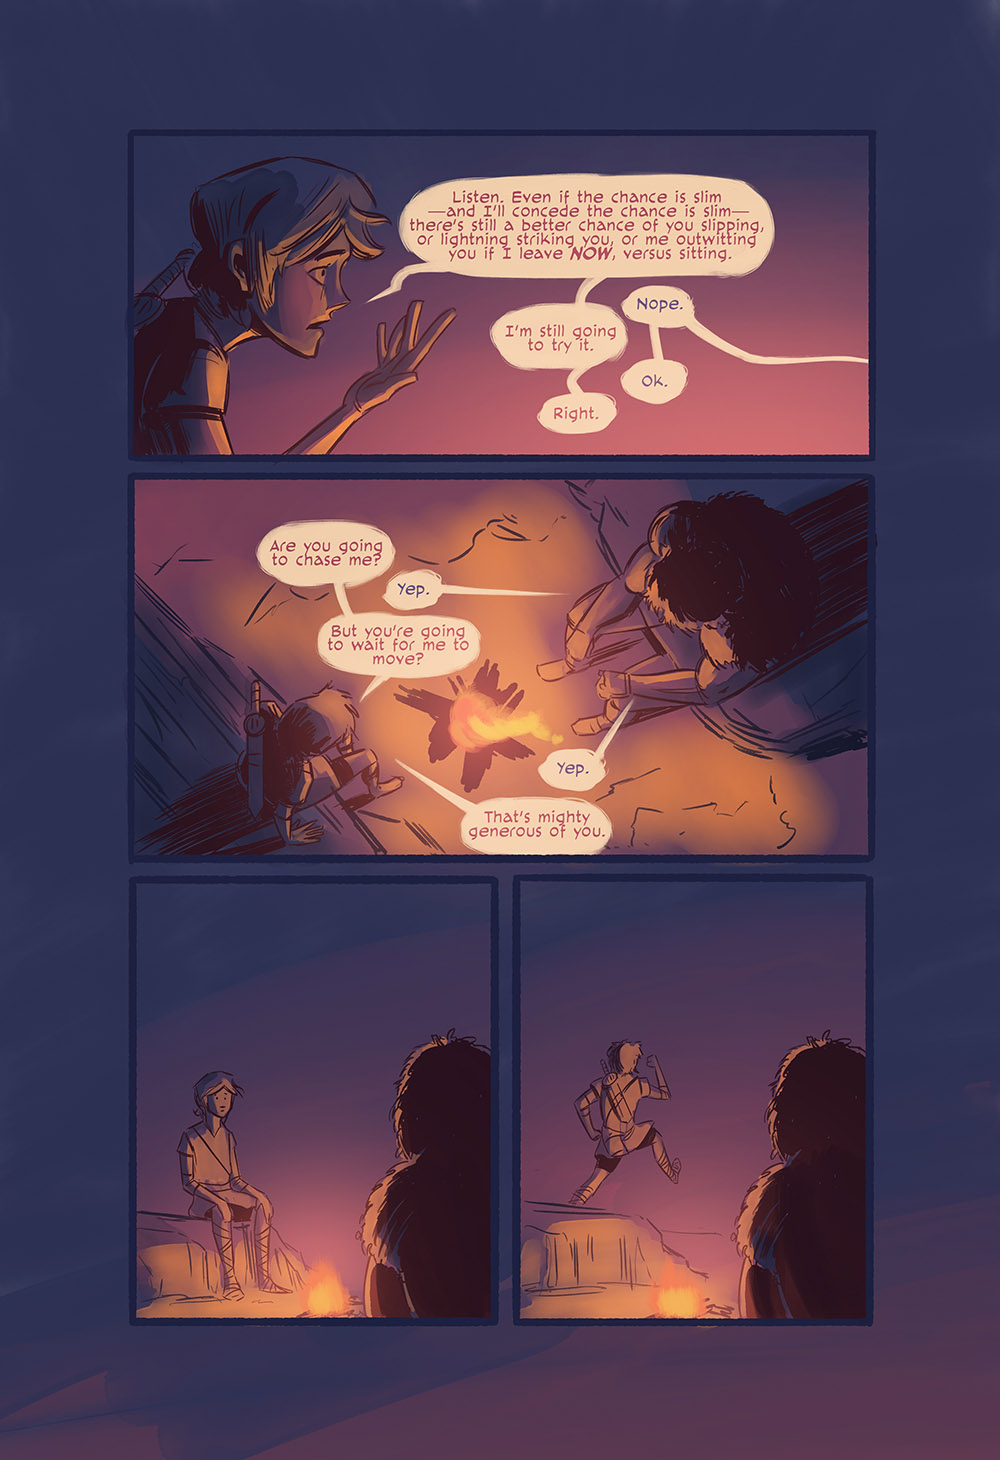 Listen. Even if the chance is slim
—and I'll concede the chance is slim—
there's still a better chance of you slipping,
or lightning striking you, or me outwitting
you if I leave NOW, versus sitting.
Nope.
I'm still going
to try it.
Ok.
Right.
Are you going
to chase me?
Yep.
But you're going
to wait for me to
move?
Yep.
That's mighty
generous of you.